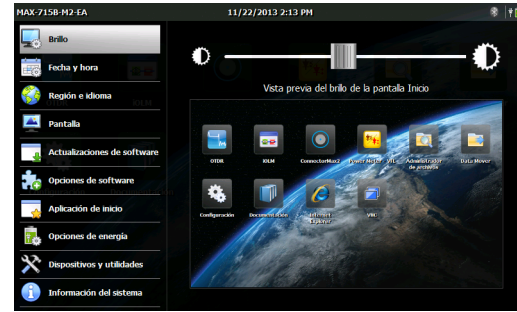 MAX-715B-M2-EA
11/22/2013 2:13 PM
Brillo
Fecha y hora
Región e idioma
Pantalla
Actualizaciones de software
Opciones de software
Aplicación de inicio
Opciones de energía
Dispositivos y utilidades
Información del sistema
Vista previa del brillo de la pantalla Inicio
OTDR
iOLM
ConnectorMax2
Power Meter - VFL
Administrador
de archivos
Data Mover
Configuración
Documentación
Internet
Explorer
VNC